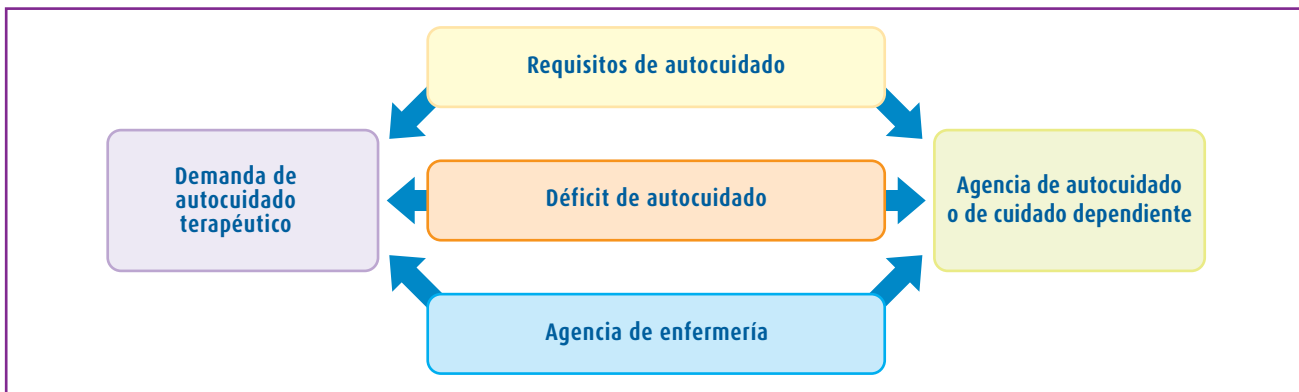 Requisitos de autocuidado
Demanda de
autocuidado
terapéutico
Déficit de autocuidado
Agencia de autocuidado
o de cuidado dependiente
Agencia de enfermería